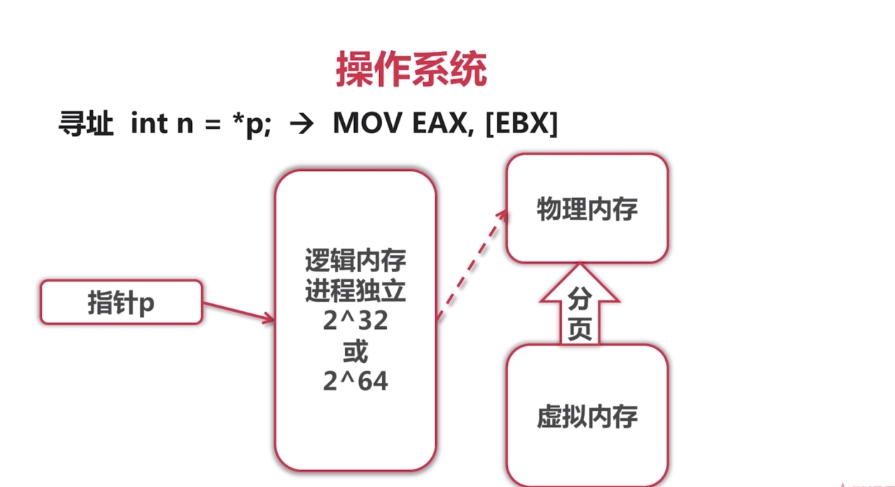 操作系统
寻址 int n = *p; → MOV EAX, [EBX]
指针p
逻辑内存
进程独立
2^32
或
2^64
物理内存
分
页
虚拟内存